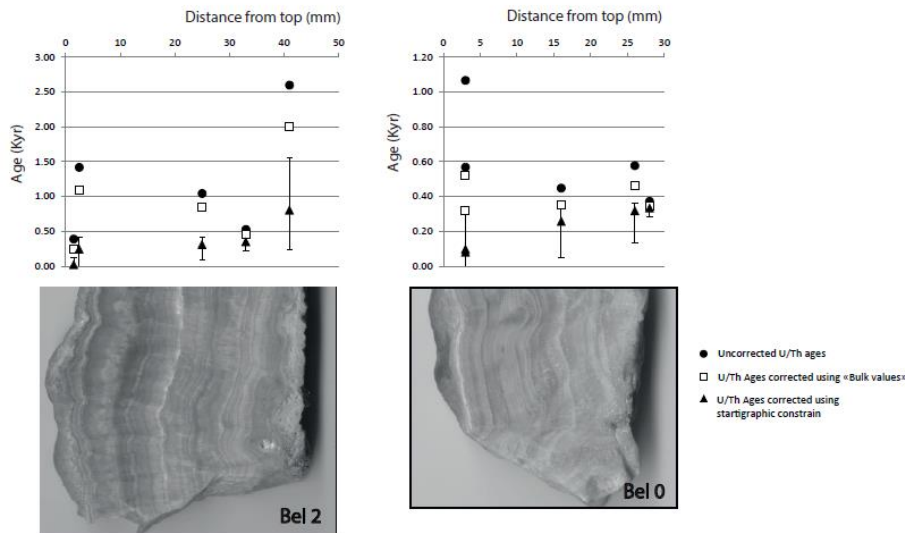 Distance from top (mm)
0 10 20 30 40 50
3.00
2.50
2.00
1.50
1.00
0.50
0.00
Age (Kyr)
Bel 2
Distance from top (mm)
0 5 10 15 20 25 30
1.20
1.00
0.80
0.60
0.40
0.20
0.00
Age (Kyr)
Bel 0
Uncorrected U/Th ages
U/Th Ages corrected using «Bulk values«
U/Th Ages corrected using
startigraphic constrain